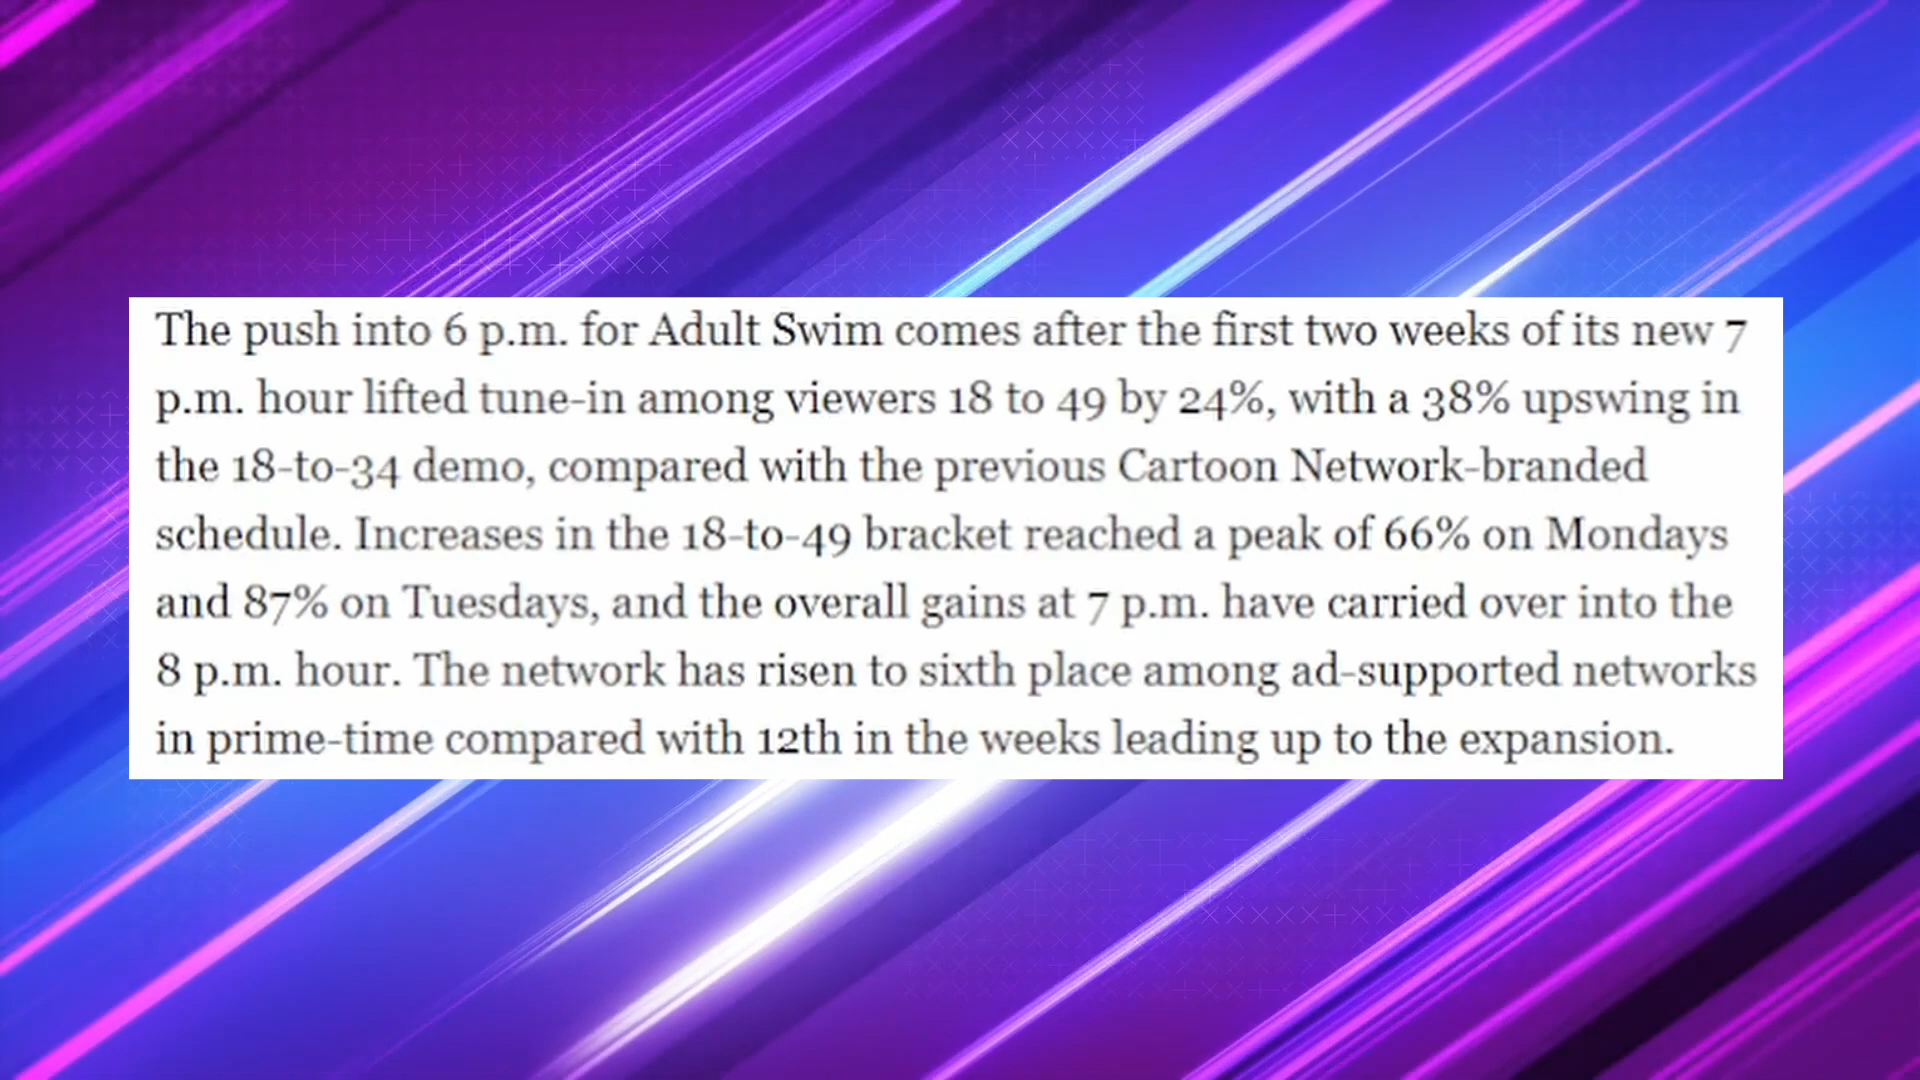 The push into 6 p.m. for Adult Swim comes after the first two weeks of its new 7
p.m. hour lifted tune-in among viewers 18 to 49 by 24%, with a 38% upswing in
the 18-to-34 demo, compared with the previous Cartoon Network-branded
schedule. Increases in the 18-to-49 bracket reached a peak of 66% on Mondays
and 87% on Tuesdays, and the overall gains at 7 p.m. have carried over into the
8 p.m. hour. The network has risen to sixth place among ad-supported networks
in prime-time compared with 12th in the weeks leading up to the expansion.